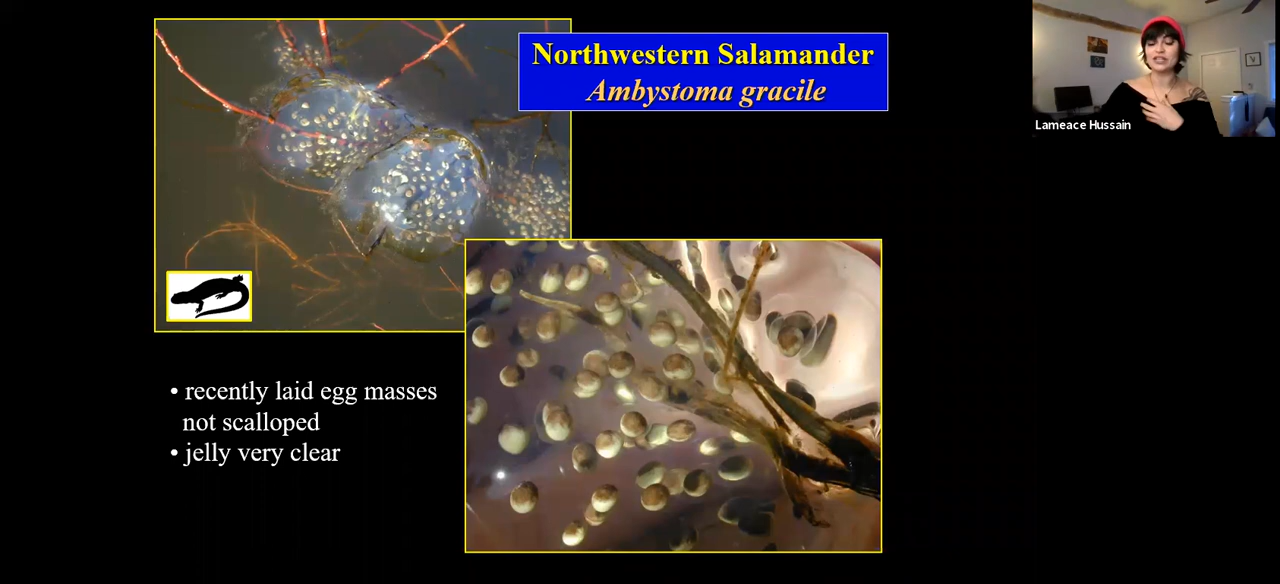 Northwestern Salamander
Ambystoma gracile
Lameace Hussain
• recently laid egg masses
not scalloped
• jelly very clear